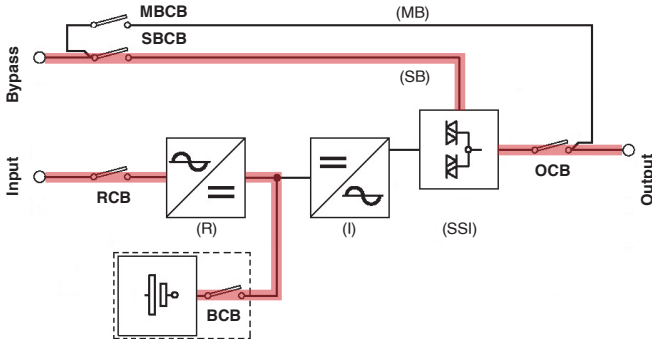 MBCB
(MB)
SBCB
Bypass
(SB)
Input
RCB
OCB
Output
(R)
(I)
(SSI)
BCB